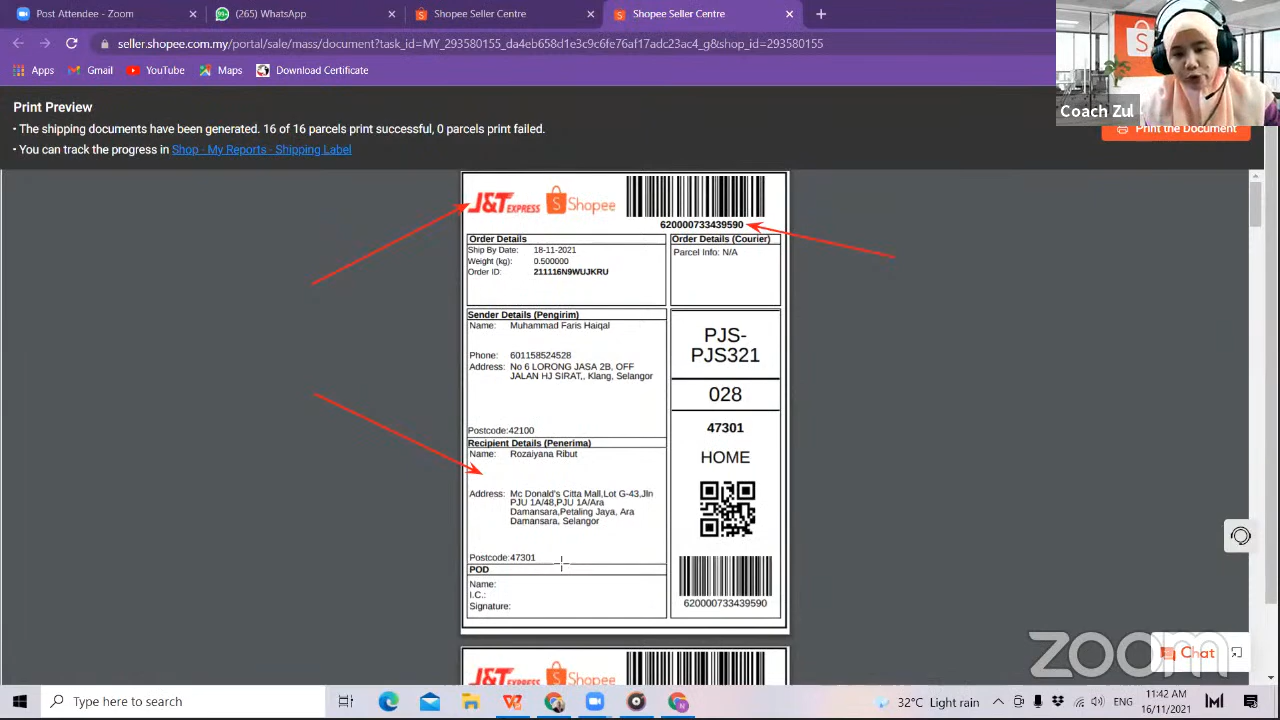 Post Attendee - Zoom
(265) WhatsApp
Shopee Seller Centre
Shopee Seller Centre
seller.shopee.com.my/portal/sale/mass/document?task_id=MY_293580155_da4eb658d1e3c9c6fe76af17adc23ac4_g&shop_id=293580155
Apps
Gmail
YouTube
Maps
Download Certificate
Coach Zul
Print Preview
• The shipping documents have been generated. 16 of 16 parcels print successful, 0 parcels print failed.
• You can track the progress in Shop - My Reports - Shipping Label
Print the Document
J&T EXPRESS Shopee
620000733439590
Order Details
Ship By Date: 18-11-2021
Weight (kg): 0.500000
Order ID: 211116N9WUJKRU
Order Details (Courier)
Parcel Info: N/A
Sender Details (Pengirim)
Name: Muhammad Faris Haiqal
Phone: 601158524528
Address: No 6 LORONG JASA 2B, OFF
JALAN HJ SIRAT,, Klang, Selangor
Postcode:42100
Recipient Details (Penerima)
Name: Rozaiyana Ribut
Address: Mc Donald's Citta Mall,Lot G-43,Jln
PJU 1A/48,PJU 1A/Ara
Damansara,Petaling Jaya, Ara
Damansara, Selangor
Postcode:47301
POD
Name:
I.C.:
Signature:
PJS-
PJS321
028
47301
HOME
620000733439590
J&T EXPRESS Shopee
zoom
Chat
Type here to search
Light rain
ENG
11:42 AM
16/11/2021